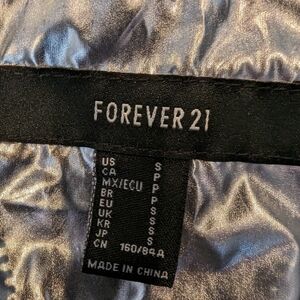 FOREVER 21
US S
CA P
MX/ECU P
BR P
EU S
UK S
KR S
JP S
CN 160/84A
MADE IN CHINA